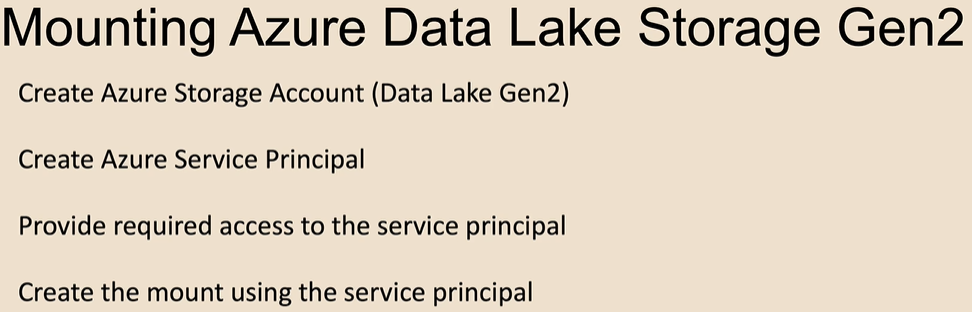 Mounting Azure Data Lake Storage Gen2
Create Azure Storage Account (Data Lake Gen2)
Create Azure Service Principal
Provide required access to the service principal
Create the mount using the service principal